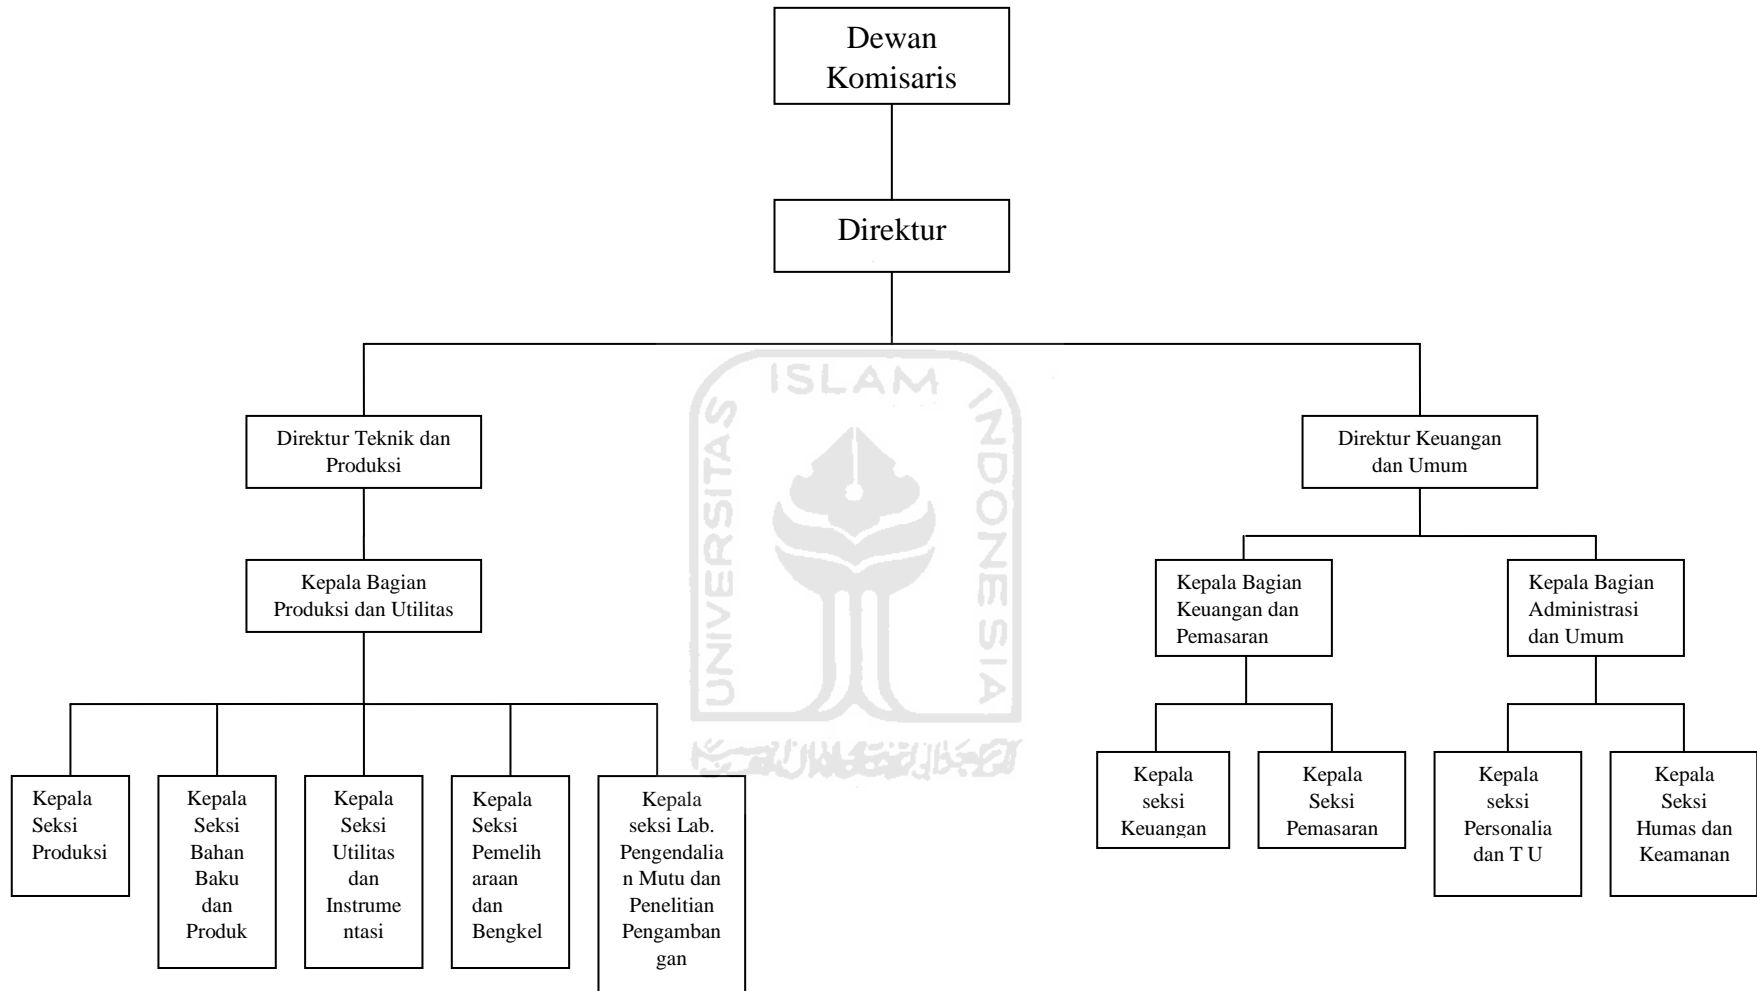 Dewan
Komisaris
Direktur
Direktur Teknik dan
Produksi
Direktur Keuangan
dan Umum
Kepala Bagian
Produksi dan Utilitas
Kepala Bagian
Keuangan dan
Pemasaran
Kepala Bagian
Administrasi
dan Umum
Kepala
Seksi
Produksi
Kepala
Seksi
Bahan
Baku
dan
Produk
Kepala
Seksi
Utilitas
dan
Instrume
ntasi
Kepala
Seksi
Pemelih
araan
dan
Bengkel
Kepala
seksi Lab.
Pengendalia
n Mutu dan
Penelitian
Pengamban
gan
Kepala
seksi
Keuangan
Kepala
Seksi
Pemasaran
Kepala
seksi
Personalia
dan T U
Kepala
Seksi
Humas dan
Keamanan
UNIVERSITAS
ISLAM
INDONESIA